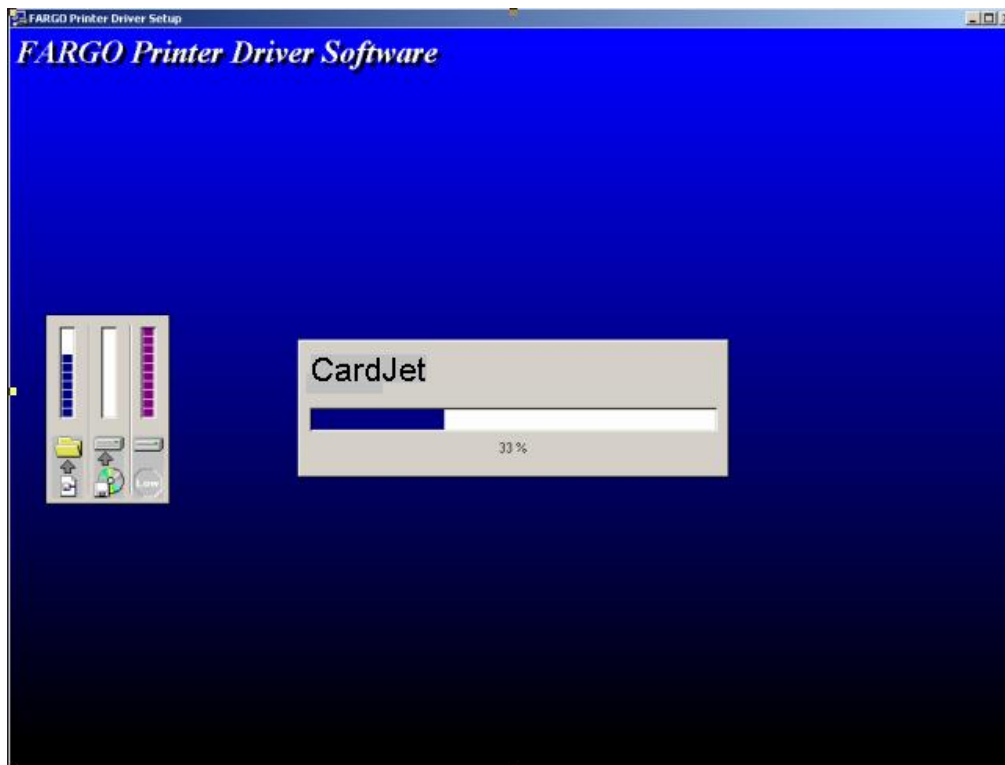 FARGO Printer Driver Setup
FARGO Printer Driver Software
CardJet
33 %
Low